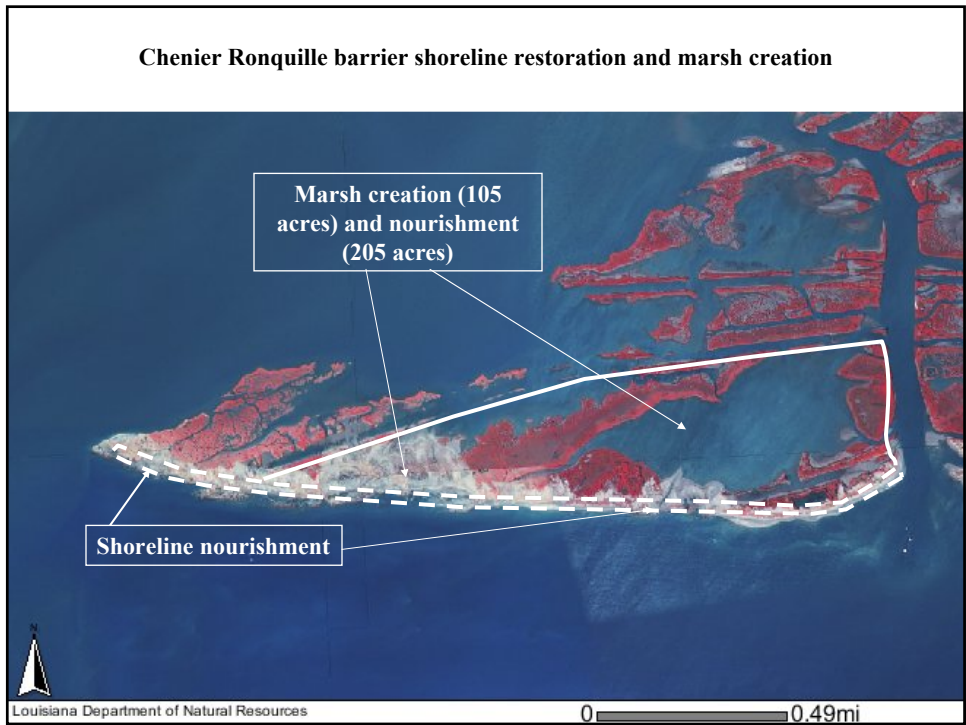 Chenier Ronquille barrier shoreline restoration and marsh creation
Marsh creation (105
acres) and nourishment
(205 acres)
Shoreline nourishment
N
Louisiana Department of Natural Resources
0 0.49mi